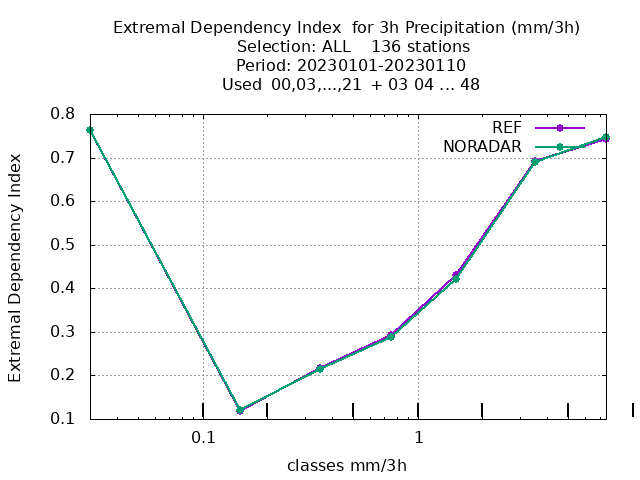 Extremal Dependency Index  for 3h Precipitation (mm/3h)
Selection: ALL    136 stations
Period: 20230101-20230110
Used  00,03,...,21  + 03 04 ... 48
REF
NORADAR
Extremal Dependency Index
0.8
0.7
0.6
0.5
0.4
0.3
0.2
0.1
0.1
1
classes mm/3h